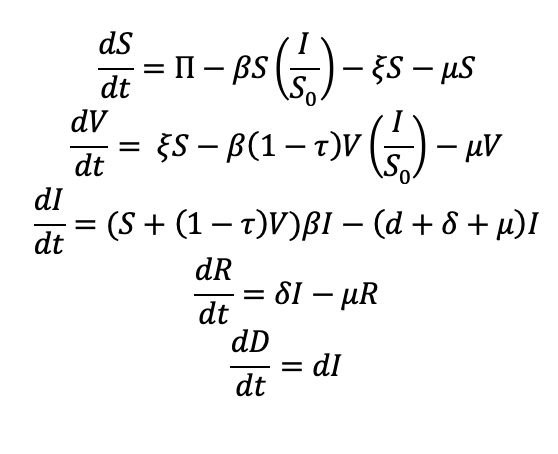 dS/dt = Π − βS(I/S₀) − ξS − μS
dV/dt = ξS − β(1 − τ)V(I/S₀) − μV
dI/dt = (S + (1 − τ)V)βI − (d + δ + μ)I
dR/dt = δI − μR
dD/dt = dI